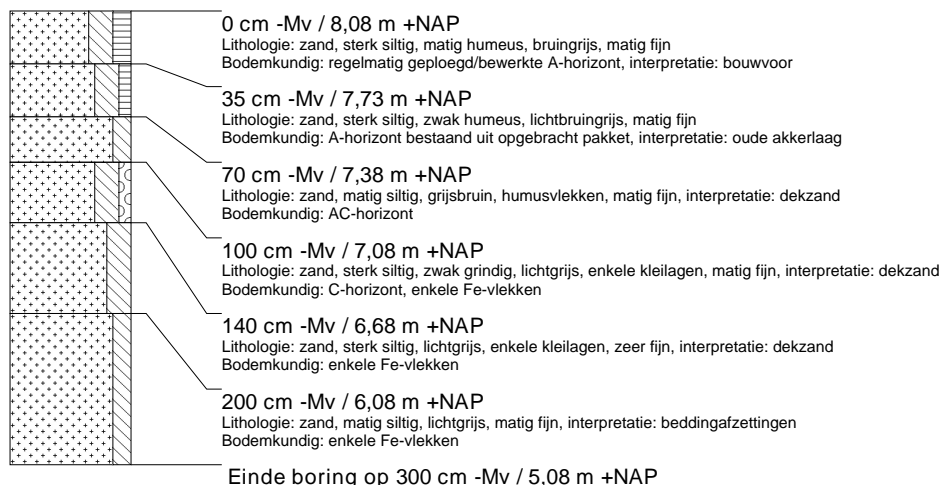 0 cm -Mv / 8,08 m +NAP
Lithologie: zand, sterk siltig, matig humeus, bruingrijs, matig fijn
Bodemkundig: regelmatig geploegd/bewerkte A-horizont, interpretatie: bouwvoor
35 cm -Mv / 7,73 m +NAP
Lithologie: zand, sterk siltig, zwak humeus, lichtbruingrijs, matig fijn
Bodemkundig: A-horizont bestaand uit opgebracht pakket, interpretatie: oude akkerlaag
70 cm -Mv / 7,38 m +NAP
Lithologie: zand, matig siltig, grijsbruin, humusvlekken, matig fijn, interpretatie: dekzand
Bodemkundig: AC-horizont
100 cm -Mv / 7,08 m +NAP
Lithologie: zand, sterk siltig, zwak grindig, lichtgrijs, enkele kleilagen, matig fijn, interpretatie: dekzand
Bodemkundig: C-horizont, enkele Fe-vlekken
140 cm -Mv / 6,68 m +NAP
Lithologie: zand, sterk siltig, lichtgrijs, enkele kleilagen, zeer fijn, interpretatie: dekzand
Bodemkundig: enkele Fe-vlekken
200 cm -Mv / 6,08 m +NAP
Lithologie: zand, matig siltig, lichtgrijs, matig fijn, interpretatie: beddingafzettingen
Bodemkundig: enkele Fe-vlekken
Einde boring op 300 cm -Mv / 5,08 m +NAP